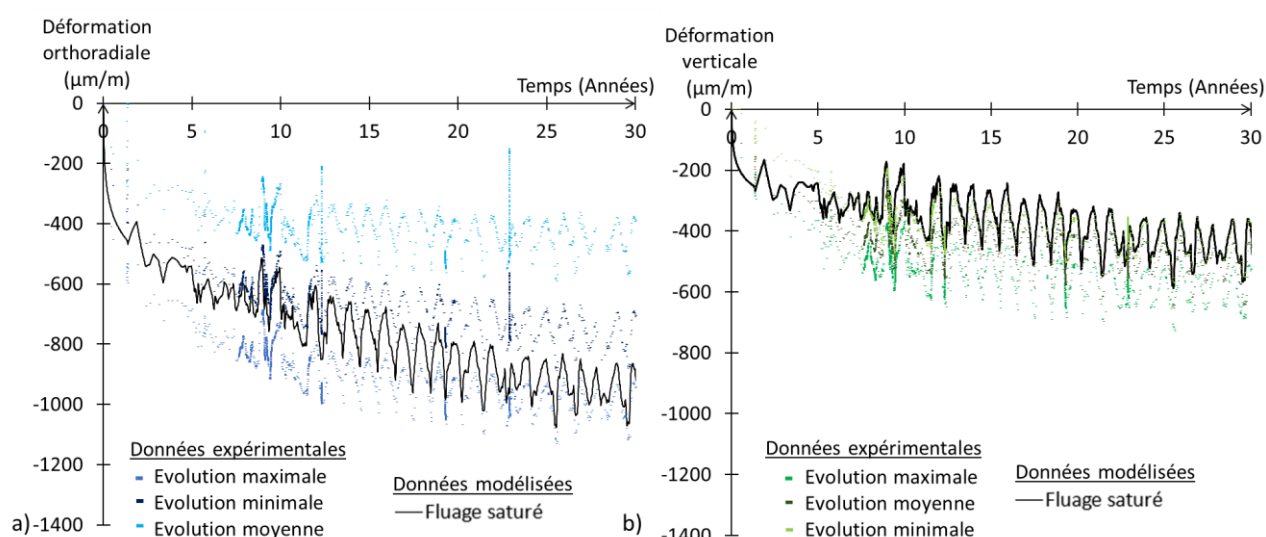 Déformation
orthoradiale
(µm/m)
Temps (Années)
0
0 5 10 15 20 25 30
-200
-400
-600
-800
-1000
-1200
-1400
Données expérimentales
Evolution maximale
Evolution minimale
Evolution moyenne
Données modélisées
Fluage saturé
a)
Déformation
verticale
(µm/m)
Temps (Années)
0
0 5 10 15 20 25 30
-200
-400
-600
-800
-1000
-1200
-1400
Données expérimentales
Evolution maximale
Evolution moyenne
Evolution minimale
Données modélisées
Fluage saturé
b)